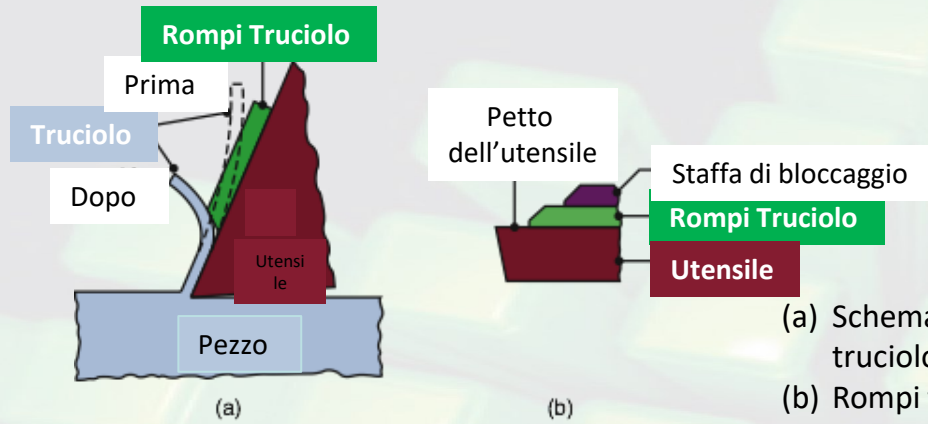 Rompi Truciolo
Prima
Truciolo
Dopo
Utensi
le
Pezzo
(a)
Petto
dell’utensile
Staffa di bloccaggio
Rompi Truciolo
Utensile
(b)
(a) Schema
truciolo
(b) Rompi